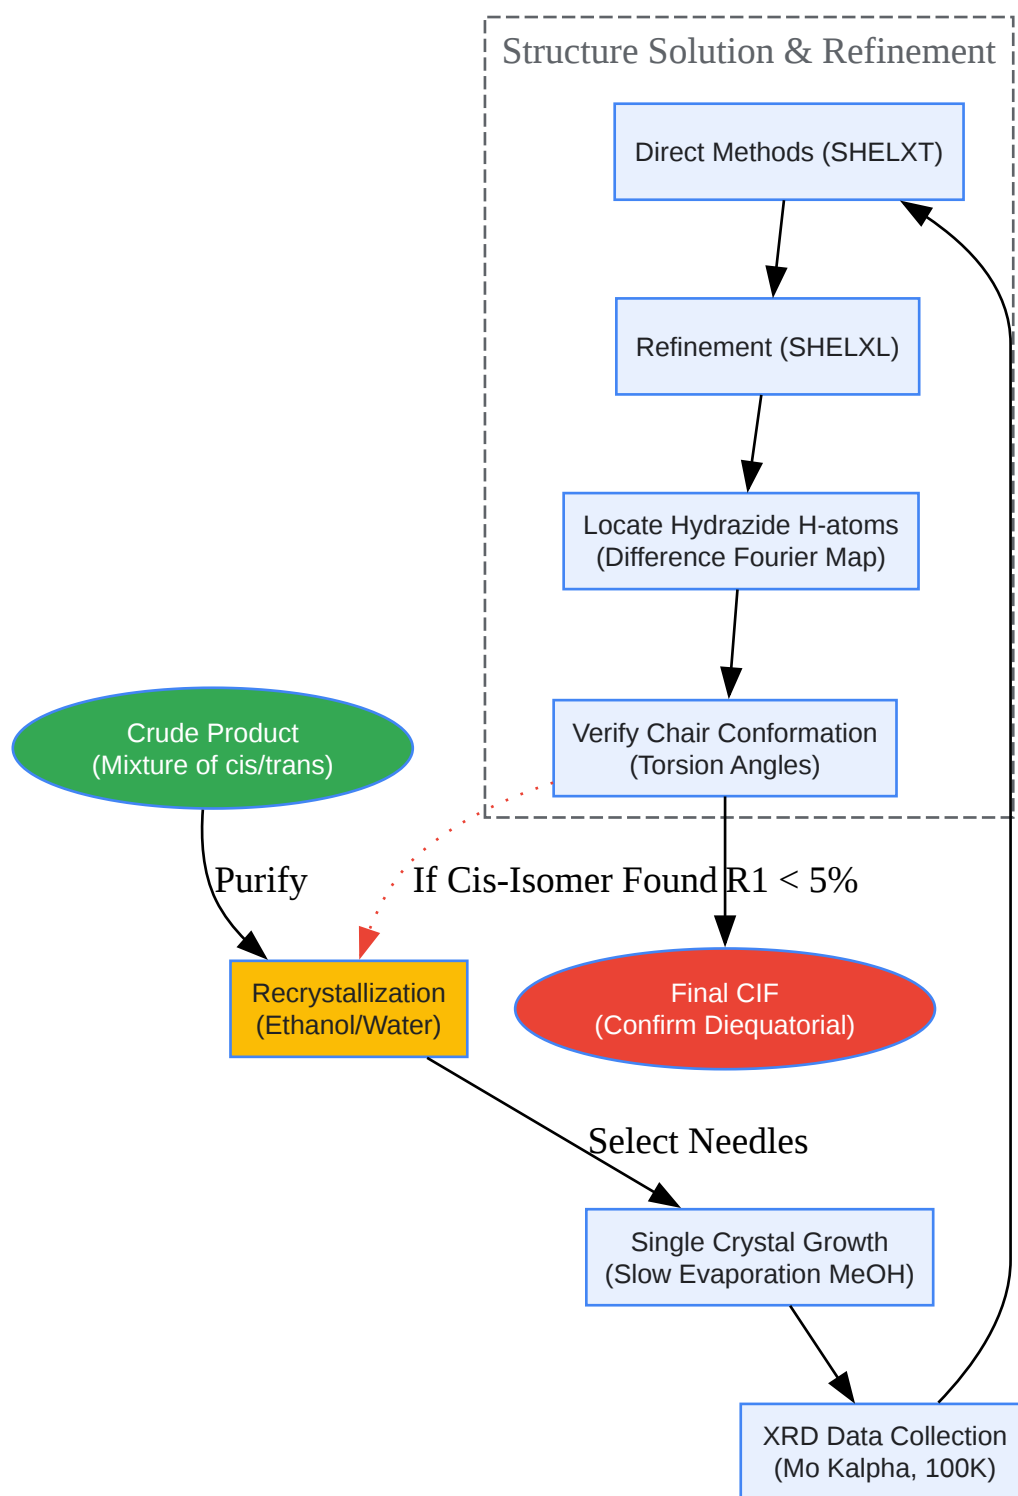 Structure Solution & Refinement
Direct Methods (SHELXT)
Refinement (SHELXL)
Locate Hydrazide H-atoms
(Difference Fourier Map)
Verify Chair Conformation
(Torsion Angles)
Crude Product
(Mixture of cis/trans)
Purify
If Cis-Isomer Found
R1 < 5%
Recrystallization
(Ethanol/Water)
Final CIF
(Confirm Diequatorial)
Select Needles
Single Crystal Growth
(Slow Evaporation MeOH)
XRD Data Collection
(Mo Kalpha, 100K)